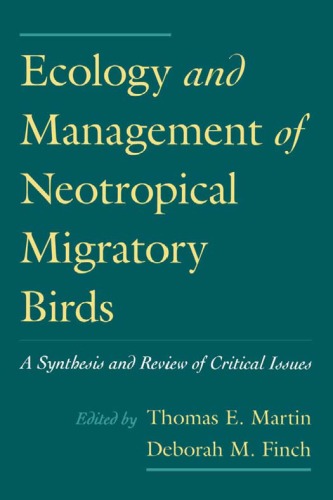 Ecology and
Management of
Neotropical
Migratory
Birds
A Synthesis and Review of Critical Issues
Edited by Thomas E. Martin
Deborah M. Finch